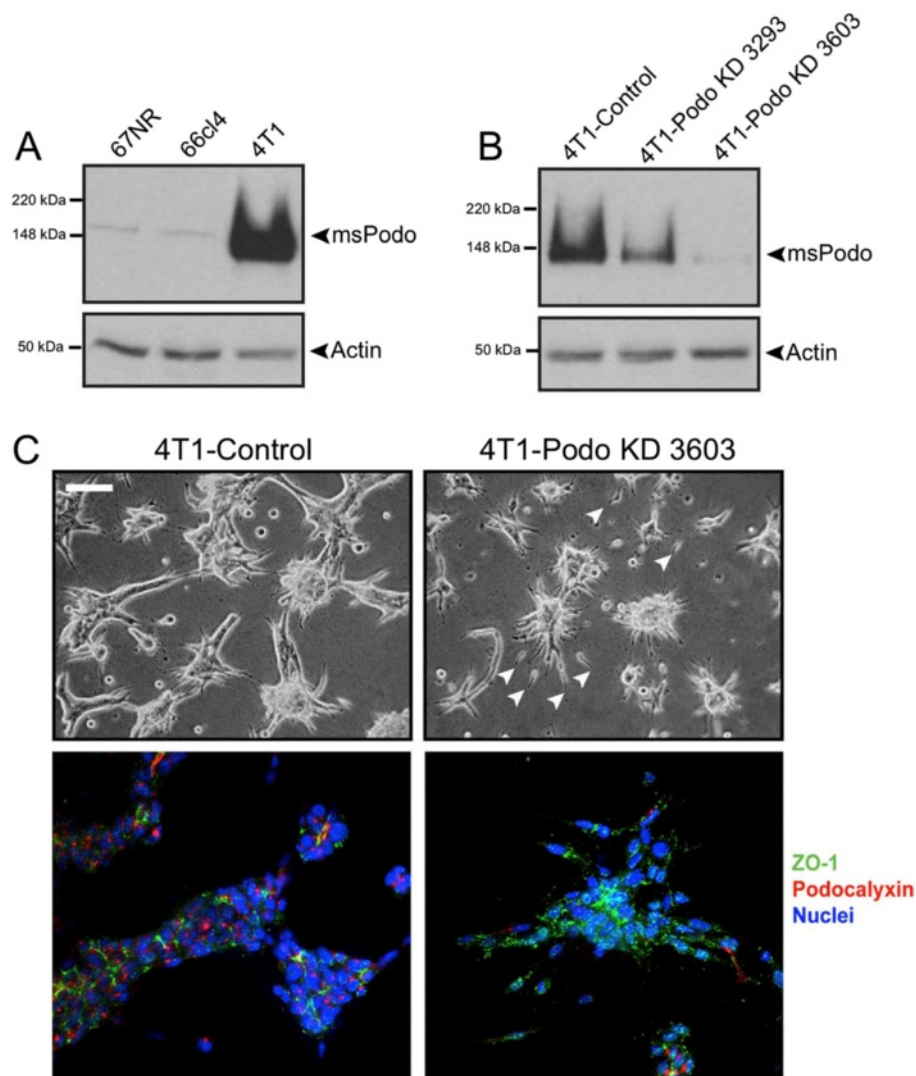 A
67NR
66cl4
4T1
220 kDa
148 kDa
msPodo
50 kDa
Actin
B
4T1-Control
4T1-Podo KD 3293
4T1-Podo KD 3603
220 kDa
148 kDa
msPodo
50 kDa
Actin
C
4T1-Control
4T1-Podo KD 3603
ZO-1
Podocalyxin
Nuclei